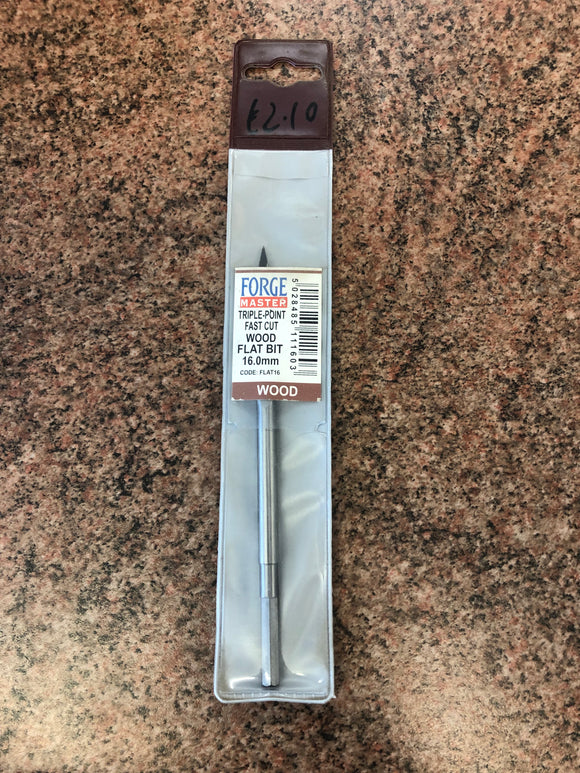 £2.10
FORGE
MASTER
TRIPLE-POINT
FAST CUT
WOOD
FLAT BIT
16.0mm
CODE: FLAT16
WOOD
5 028485 111603